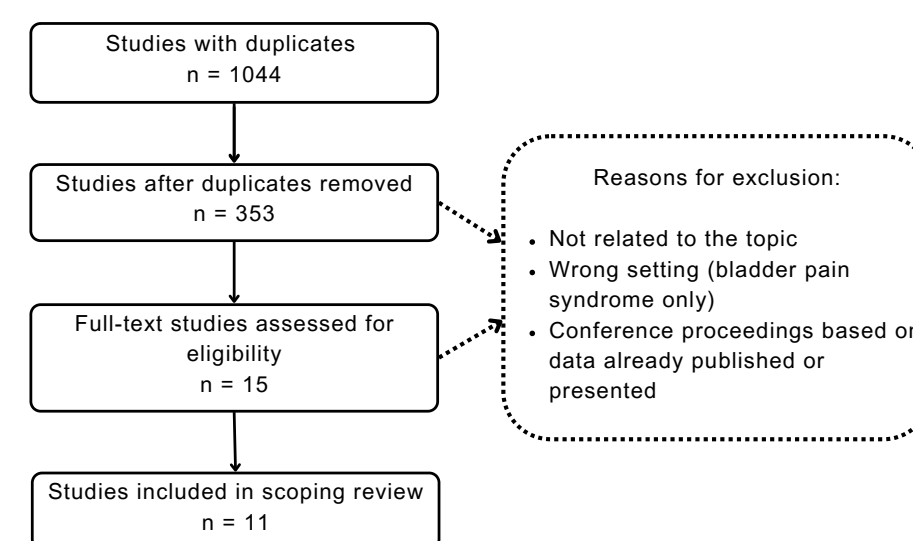 Studies with duplicates
n = 1044
Studies after duplicates removed
n = 353
Full-text studies assessed for
eligibility
n = 15
Studies included in scoping review
n = 11
Reasons for exclusion:
• Not related to the topic
• Wrong setting (bladder pain
syndrome only)
• Conference proceedings based on
data already published or
presented